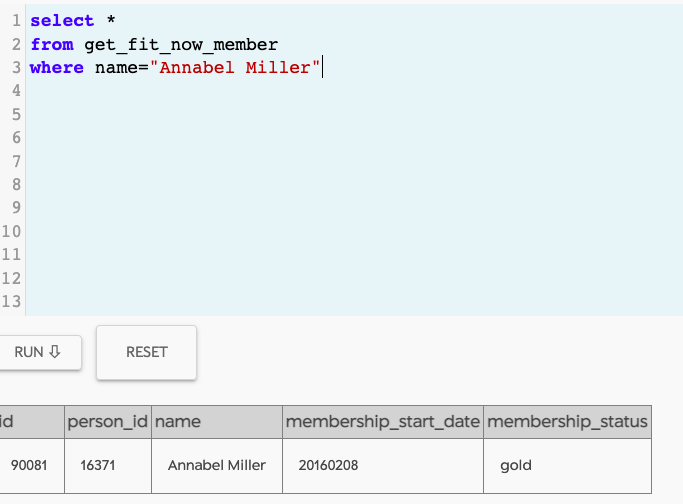 1 select *
2 from get_fit_now_member
3 where name="Annabel Miller"
4
5
6
7
8
9
10
11
12
13
RUN ⇩ RESET
id person_id name membership_start_date membership_status
90081 16371 Annabel Miller 20160208 gold